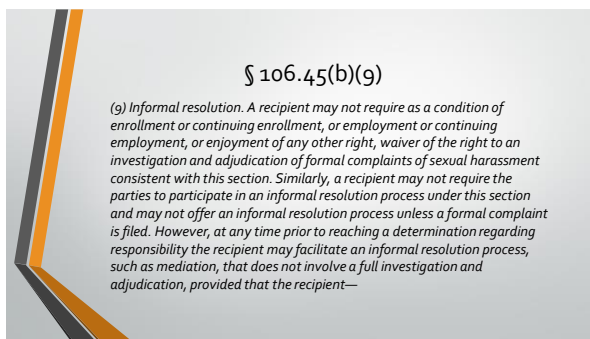 § 106.45(b)(9)
(9) Informal resolution. A recipient may not require as a condition of
enrollment or continuing enrollment, or employment or continuing
employment, or enjoyment of any other right, waiver of the right to an
investigation and adjudication of formal complaints of sexual harassment
consistent with this section. Similarly, a recipient may not require the
parties to participate in an informal resolution process under this section
and may not offer an informal resolution process unless a formal complaint
is filed. However, at any time prior to reaching a determination regarding
responsibility the recipient may facilitate an informal resolution process,
such as mediation, that does not involve a full investigation and
adjudication, provided that the recipient—